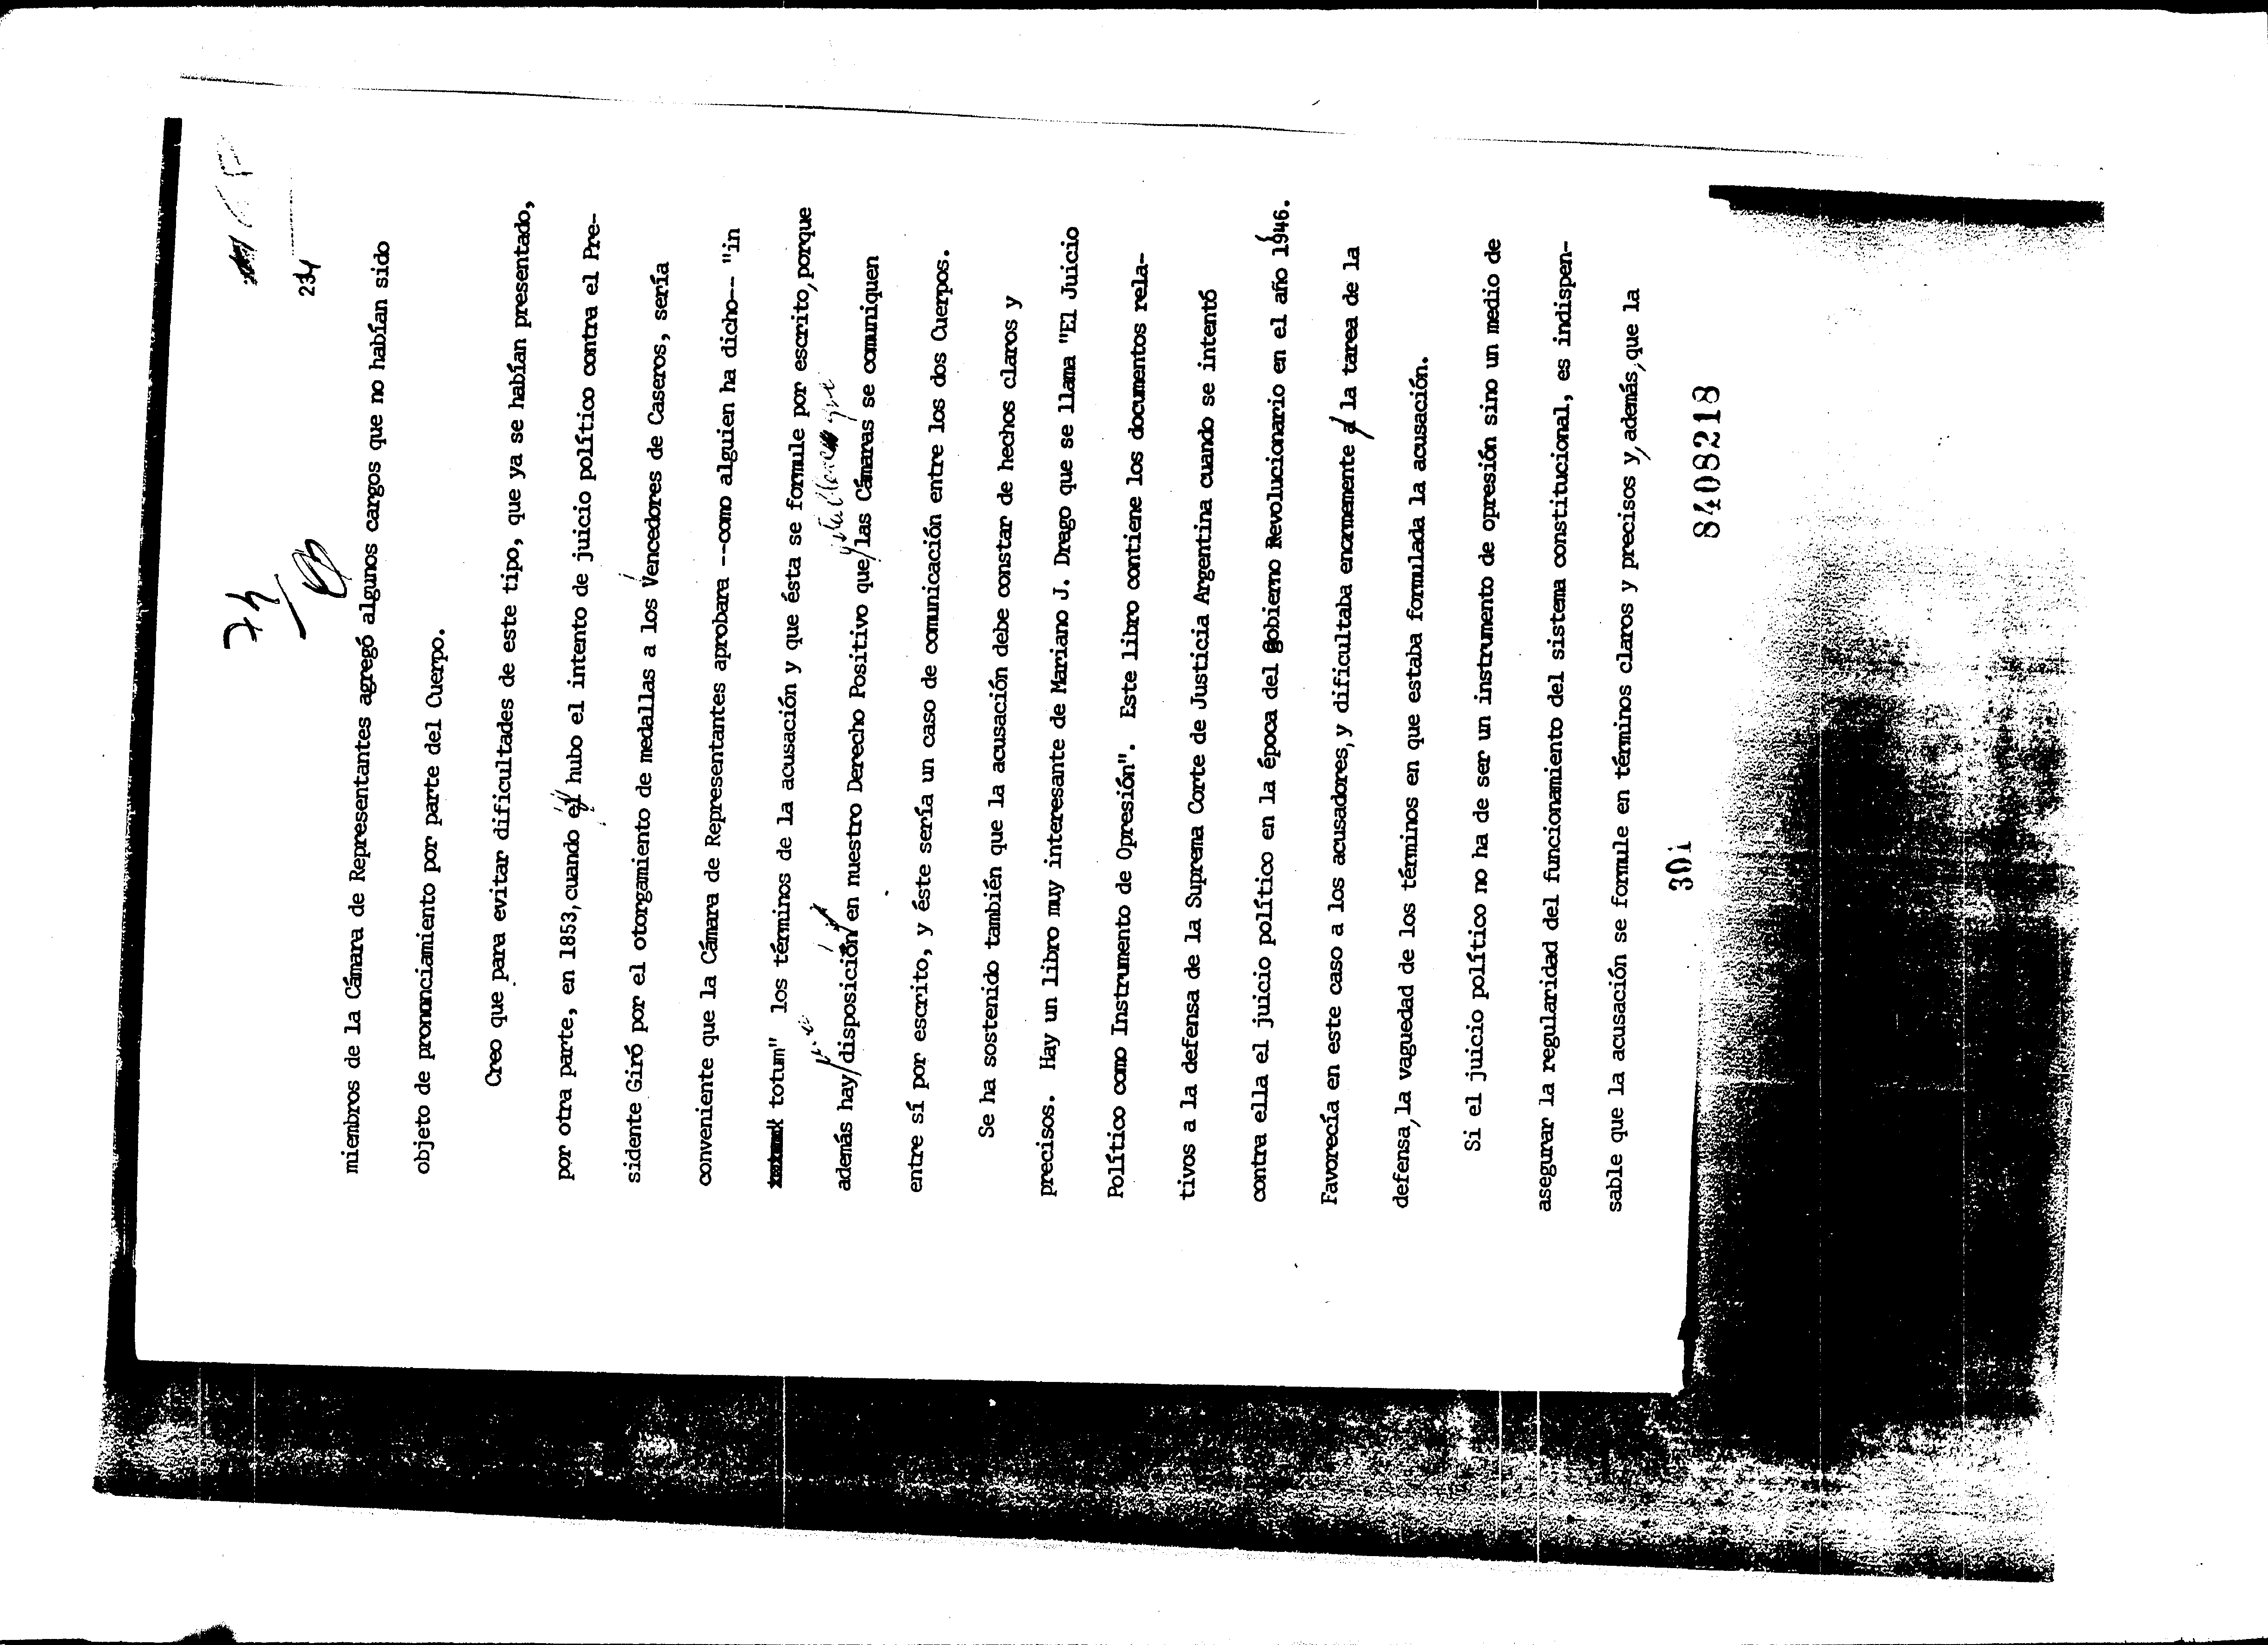 74
234
miembros de la Cámara de Representantes agregó algunos cargos que no habían sido
objeto de pronunciamiento por parte del Cuerpo.
Creo que para evitar dificultades de este tipo, que ya se habían presentado,
por otra parte, en 1853, cuando hubo el intento de juicio político contra el Pre-
sidente Giró por el otorgamiento de medallas a los Vencedores de Caseros, sería
conveniente que la Cámara de Representantes aprobara --como alguien ha dicho-- "in
totum" los términos de la acusación y que ésta se formule por escrito, porque
además hay disposición en nuestro Derecho Positivo que las Cámaras se comuniquen
entre sí por escrito, y éste sería un caso de comunicación entre los dos Cuerpos.
Se ha sostenido también que la acusación debe constar de hechos claros y
precisos. Hay un libro muy interesante de Mariano J. Drago que se llama "El Juicio
Político como Instrumento de Opresión". Este libro contiene los documentos rela-
tivos a la defensa de la Suprema Corte de Justicia Argentina cuando se intentó
contra ella el juicio político en la época del gobierno Revolucionario en el año 1946.
Favorecía en este caso a los acusadores, y dificultaba enormemente la tarea de la
defensa, la vaguedad de los términos en que estaba formulada la acusación.
Si el juicio político no ha de ser un instrumento de opresión sino un medio de
asegurar la regularidad del funcionamiento del sistema constitucional, es indispen-
sable que la acusación se formule en términos claros y precisos y, además, que la
301
8408218